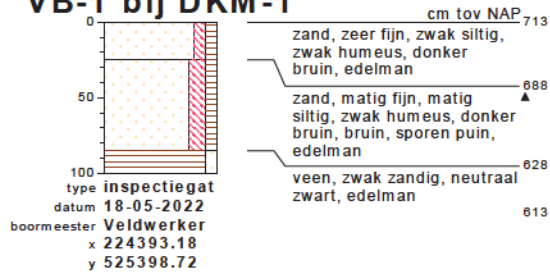 VB-1 bij DKM-1
cm tov NAP
0
713
zand, zeer fijn, zwak siltig,
zwak humeus, donker
bruin, edelman
688
50
zand, matig fijn, matig
siltig, zwak humeus, donker
bruin, bruin, sporen puin,
edelman
628
100
veen, zwak zandig, neutraal
zwart, edelman
613
type inspectiegat
datum 18-05-2022
boormeester Veldwerker
x 224393.18
y 525398.72